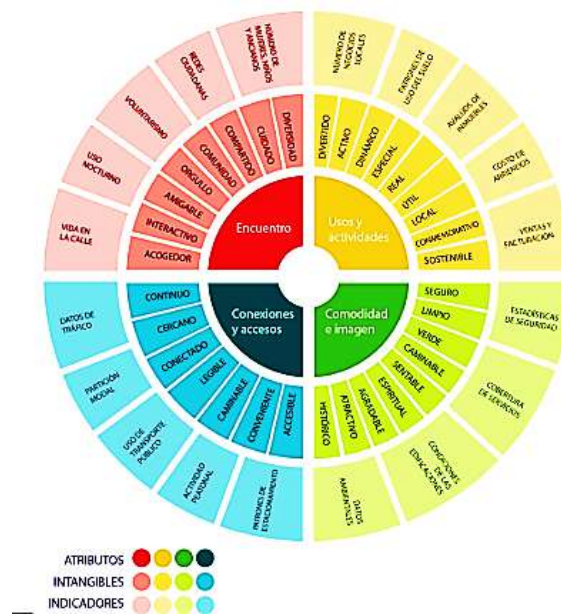 NÚMERO DE
MUJERES, NIÑOS
Y ANCIANOS
REDES
CIUDADANAS
VOLUNTARISMO
USO
NOCTURNO
VIDA EN
LA CALLE
DIVERSIDAD
CUIDADO
COMPARTIDO
COMUNIDAD
ORGULLO
AMIGABLE
INTERACTIVO
ACOGEDOR
Encuentro
NÚMERO DE
NEGOCIOS
LOCALES
PATRONES DE
USO DEL SUELO
AVALUOS DE
INMUEBLES
COSTO DE
VENTAS Y
FACTURACIÓN
DIVERTIDO
ACTIVO
DINÁMICO
ESPECIAL
REAL
ÚTIL
LOCAL
CONMEMORATIVO
SOSTENIBLE
Usos y
actividades
DATOS DE
TRÁFICO
PARTICIÓN
MODAL
USO DE
TRANSPORTE
PÚBLICO
ACTIVIDAD
PEATONAL
PATRONES DE
ESTACIONAMIENTO
CONTINUO
CERCANO
CONECTADO
LEGIBLE
CAMINABLE
CONVENIENTE
ACCESIBLE
Conexiones
y accesos
Comodidad
e imagen
SEGURO
LIMPIO
VERDE
CAMINABLE
SENTABLE
ESPIRITUAL
AGRADABLE
ATRACTIVO
HISTÓRICO
ESTADÍSTICAS
DE SEGURIDAD
COBERTURA
DE SERVICIOS
CONDICIONES
DE LAS
EDIFICACIONES
DATOS
AMBIENTALES
ATRIBUTOS
INTANGIBLES
INDICADORES